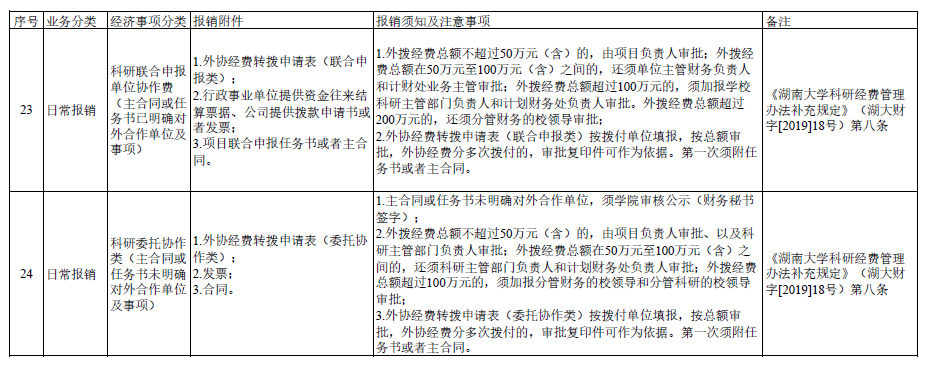 序号 业务分类 经济事项分类 报销附件 报销须知及注意事项 备注
23
日常报销
科研联合申报
单位协作费
（主合同或任
务书已明确对
外合作单位及
事项）
1.外协经费转拨申请表（联合申
报类）；
2.行政事业单位提供资金往来结
算票据、公司提供拨款申请书或
者发票；
3.项目联合申报任务书或者主合
同。
1.外拨经费总额不超过50万元（含）的，由项目负责人审批；外拨经
费总额在50万元至100万元（含）之间的，还须单位主管财务负责人
和计财处业务主管审批；外拨经费总额超过100万元的，须加报学校
科研主管部门负责人和计划财务处负责人审批。外拨经费总额超过
200万元的，还须分管财务的校领导审批；
2.外协经费转拨申请表（联合申报类）按拨付单位填报，按总额审
批，外协经费分多次拨付的，审批复印件可作为依据。第一次须附任
务书或者主合同。
《湖南大学科研经费管理
办法补充规定》（湖大财
字[2019]18号）第八条
24
日常报销
科研委托协作
类（主合同或
任务书未明确
对外合作单位
及事项）
1.外协经费转拨申请表（委托协
作类）；
2.发票；
3.合同。
1.主合同或任务书未明确对外合作单位，须学院审核公示（财务秘书
签字）；
2.外拨经费总额不超过50万元（含）的，由项目负责人审批、以及科
研主管部门负责人审批；外拨经费总额在50万元至100万元（含）之
间的，还须科研主管部门负责人和计划财务处负责人审批；外拨经费
总额超过100万元的，须加报分管财务的校领导和分管科研的校领导
审批；
3.外协经费转拨申请表（委托协作类）按拨付单位填报，按总额审
批，外协经费分多次拨付的，审批复印件可作为依据。第一次须附任
务书或者主合同。
《湖南大学科研经费管理
办法补充规定》（湖大财
字[2019]18号）第八条